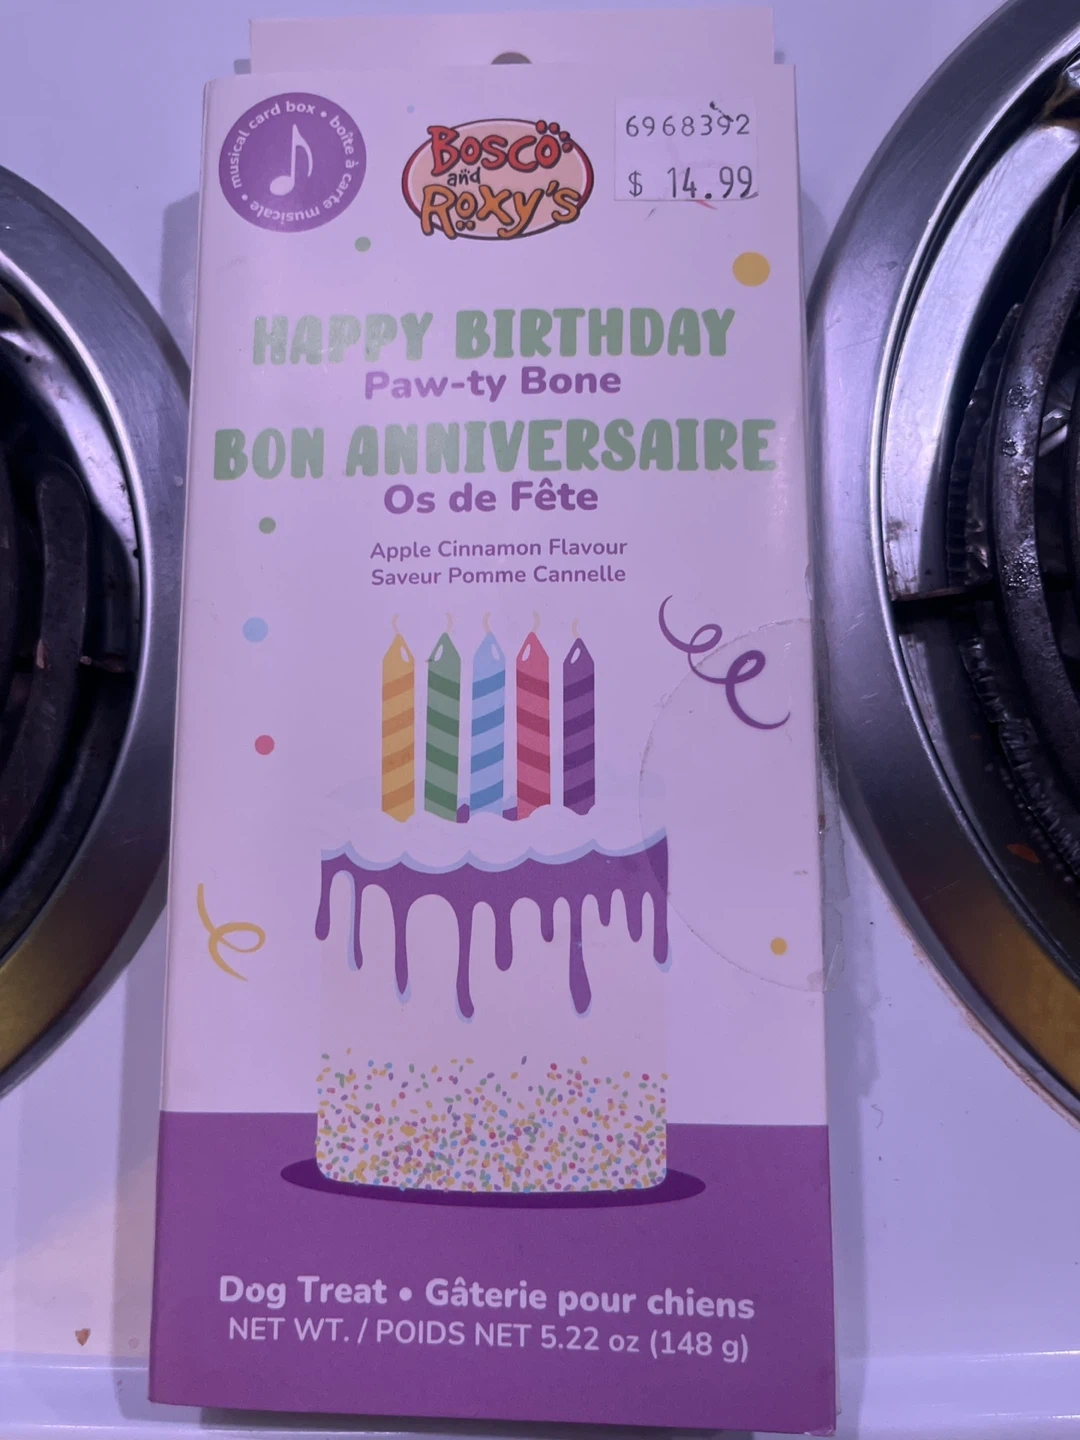 musical card box • boîte à carte musicale •
Bosco
and
Roxy's
6968392
$ 14.99
HAPPY BIRTHDAY
Paw-ty Bone
BON ANNIVERSAIRE
Os de Fête
Apple Cinnamon Flavour
Saveur Pomme Cannelle
Dog Treat • Gâterie pour chiens
NET WT. / POIDS NET 5.22 oz (148 g)